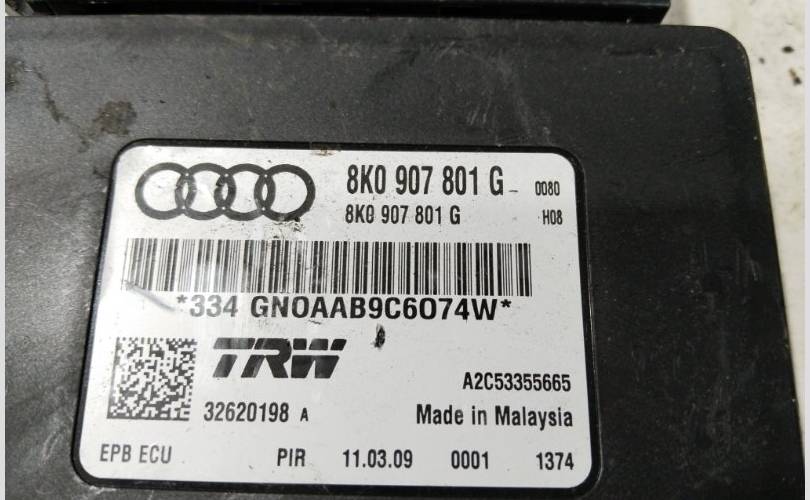 8K0 907 801 G 0080
8K0 907 801 G H08
*334 GN0AAB9C6074W*
TRW
A2C53355665
32620198 A Made in Malaysia
EPB ECU PIR 11.03.09 0001 1374